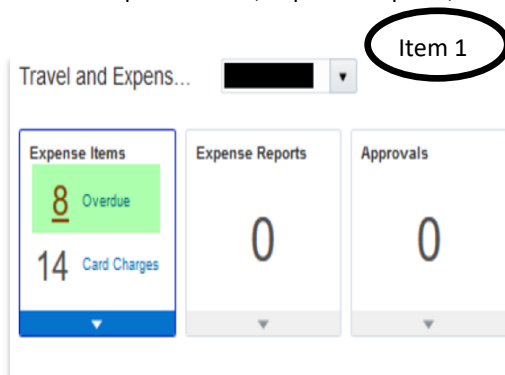 Item 1
Travel and Expens...
Expense Items
8 Overdue
14 Card Charges
Expense Reports
0
Approvals
0